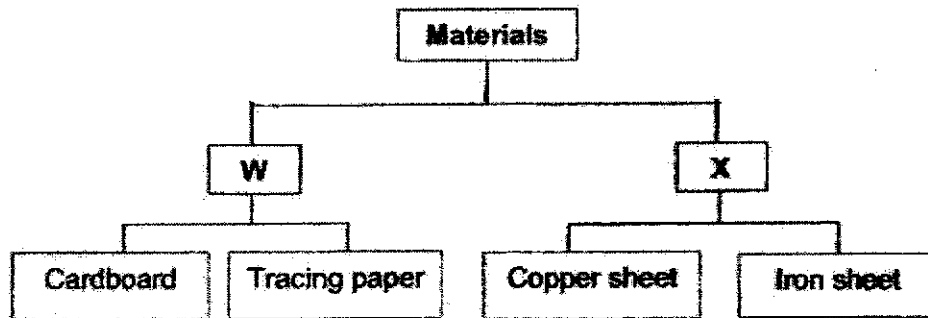 Materials
W
X
Cardboard
Tracing paper
Copper sheet
Iron sheet